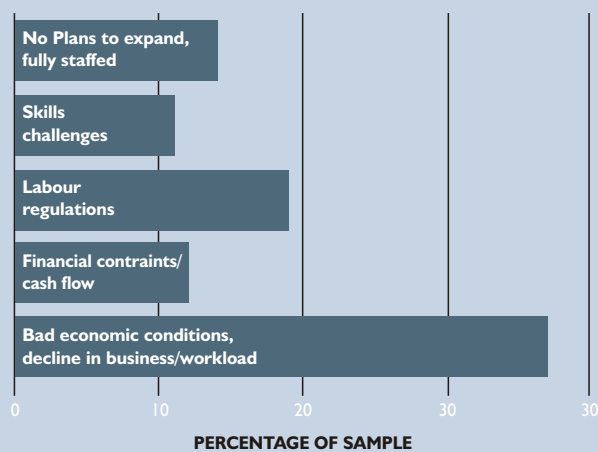 No Plans to expand,
fully staffed
Skills
challenges
Labour
regulations
Financial contraints/
cash flow
Bad economic conditions,
decline in business/workload
0 10 20 30 30
PERCENTAGE OF SAMPLE